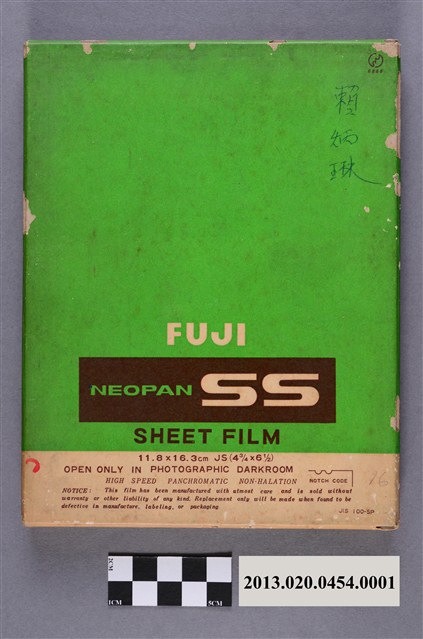 賴
炳
琳
FUJI
NEOPAN SS
SHEET FILM
11.8×16.3cm JS(4¾×6½)
OPEN ONLY IN PHOTOGRAPHIC DARKROOM
HIGH SPEED PANCHROMATIC NON-HALATION
NOTCH CODE
NOTICE: This film has been manufactured with utmost care and is sold without
warranty or other liability of any kind. Replacement only will be made when found to be
defective in manufacture, labeling, or packaging
JIS 100-SP
2CM
1CM
5CM
2013.020.0454.0001